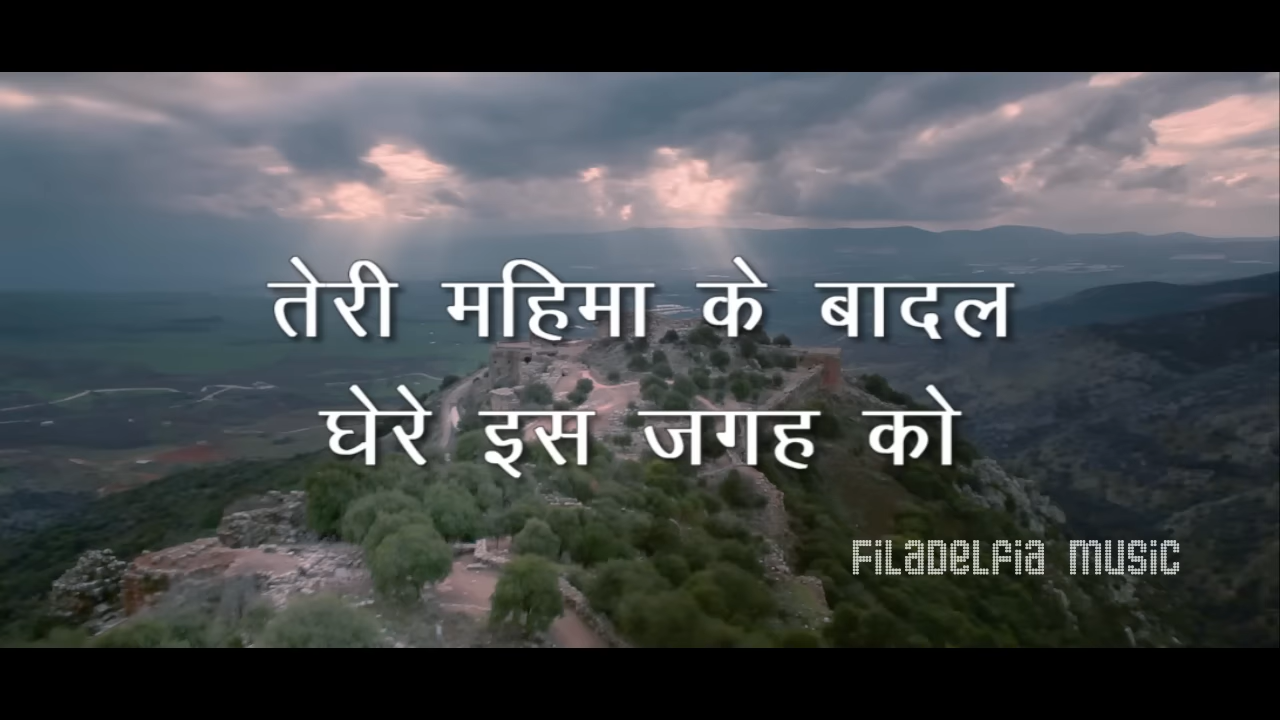 तेरी महिमा के बादल
घेरे इस जगह को
FILADELFIA MUSIC